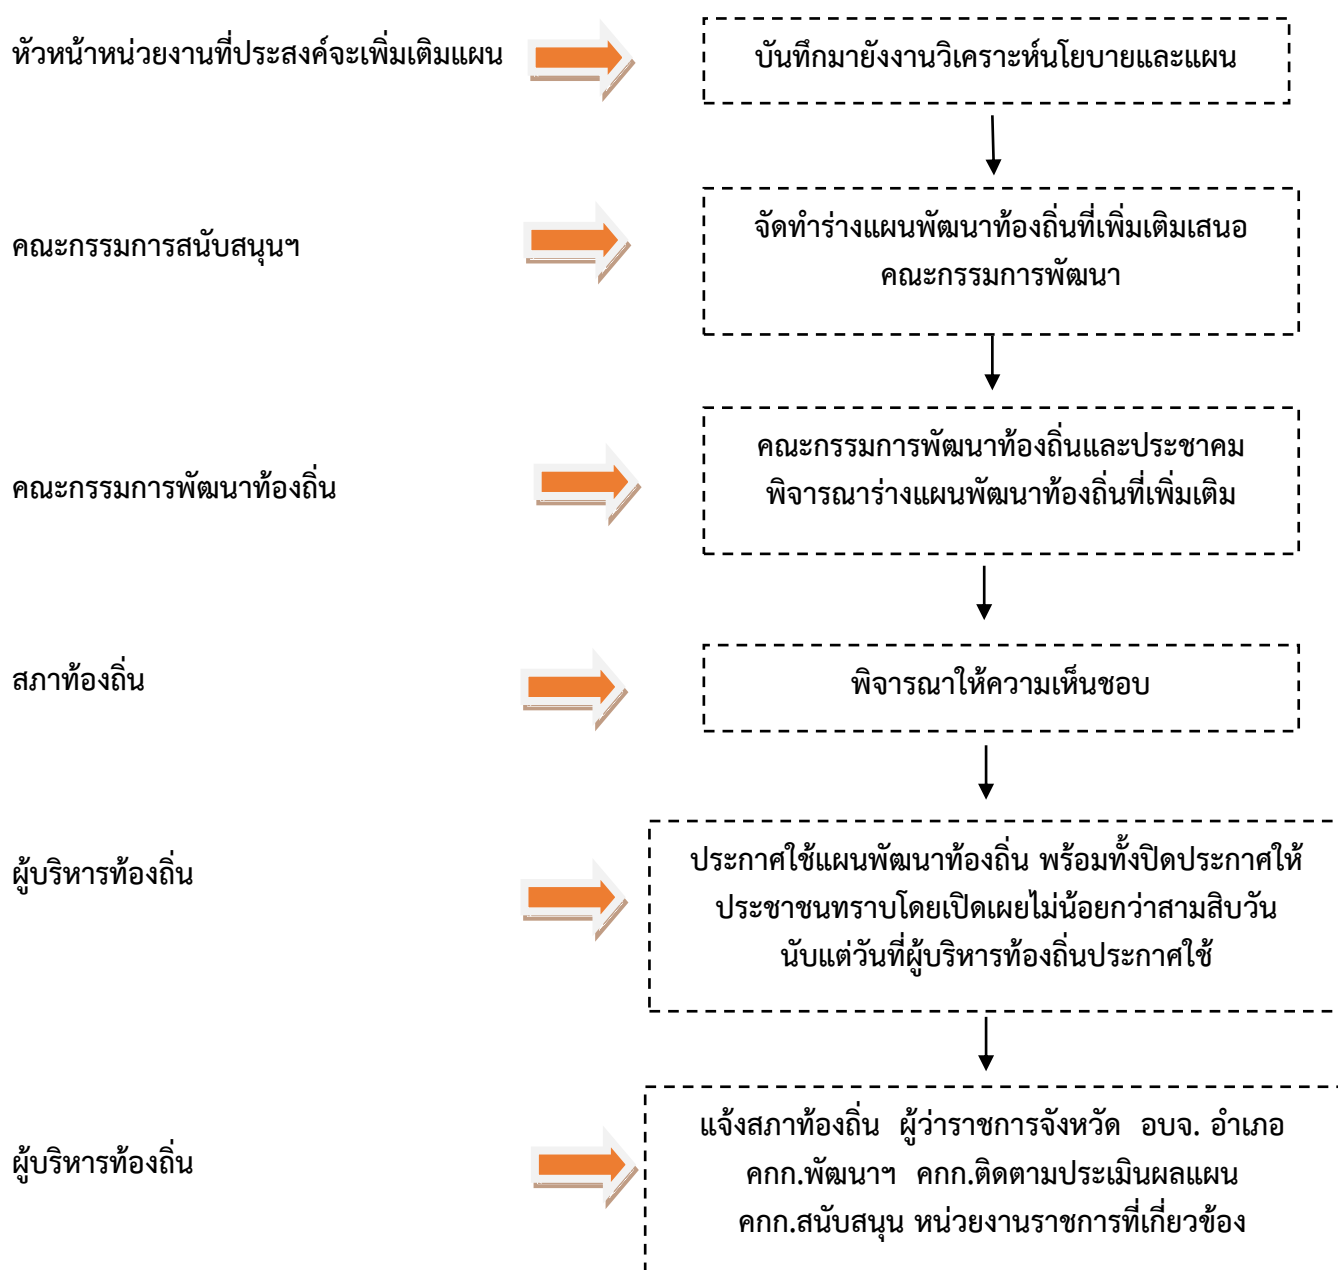 หัวหน้าหน่วยงานที่ประสงค์จะเพิ่มเติมแผน
บันทึกมายังงานวิเคราะห์นโยบายและแผน
คณะกรรมการสนับสนุนฯ
จัดทำร่างแผนพัฒนาท้องถิ่นที่เพิ่มเติมเสนอ
คณะกรรมการพัฒนา
คณะกรรมการพัฒนาท้องถิ่น
คณะกรรมการพัฒนาท้องถิ่นและประชาคม
พิจารณาร่างแผนพัฒนาท้องถิ่นที่เพิ่มเติม
สภาท้องถิ่น
พิจารณาให้ความเห็นชอบ
ผู้บริหารท้องถิ่น
ประกาศใช้แผนพัฒนาท้องถิ่น พร้อมทั้งปิดประกาศให้
ประชาชนทราบโดยเปิดเผยไม่น้อยกว่าสามสิบวัน
นับแต่วันที่ผู้บริหารท้องถิ่นประกาศใช้
ผู้บริหารท้องถิ่น
แจ้งสภาท้องถิ่น ผู้ว่าราชการจังหวัด อบจ. อำเภอ
คกก.พัฒนาฯ คกก.ติดตามประเมินผลแผน
คกก.สนับสนุน หน่วยงานราชการที่เกี่ยวข้อง